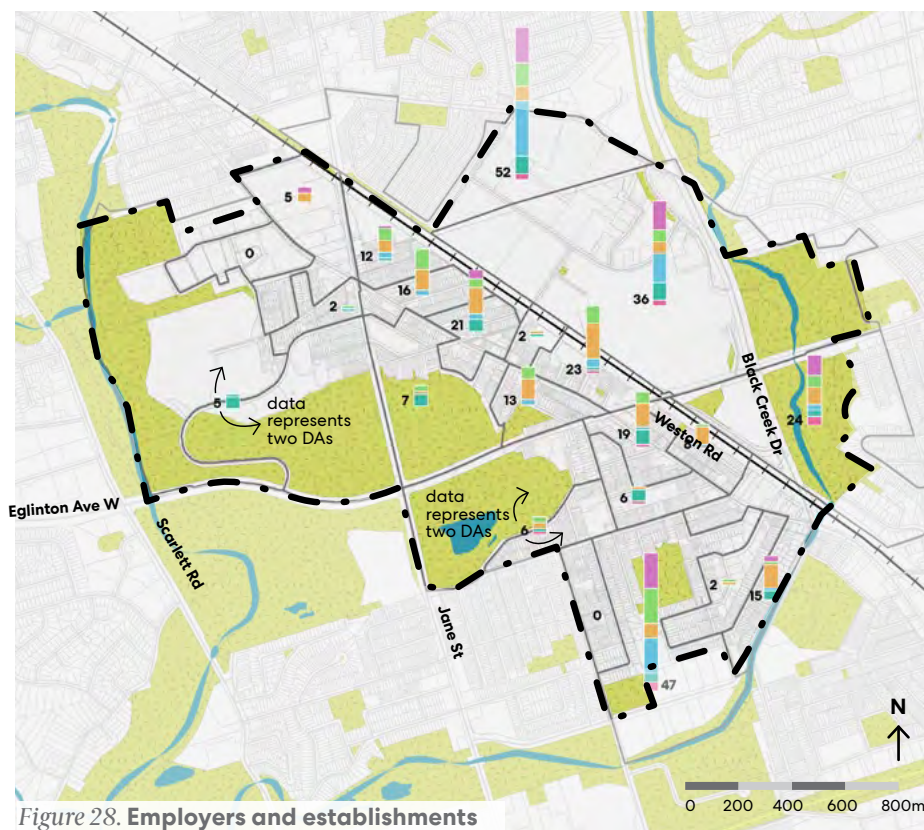 52
5
0
12
36
16
2
21
2
23
Black Creek Dr
5
data
represents
two DAs
7
13
24
19
Weston Rd
Eglinton Ave W
data
represents
two DAs
6
6
Scarlett Rd
2
15
0
Jane St
47
N
0 200 400 600 800m
Figure 28. Employers and establishments